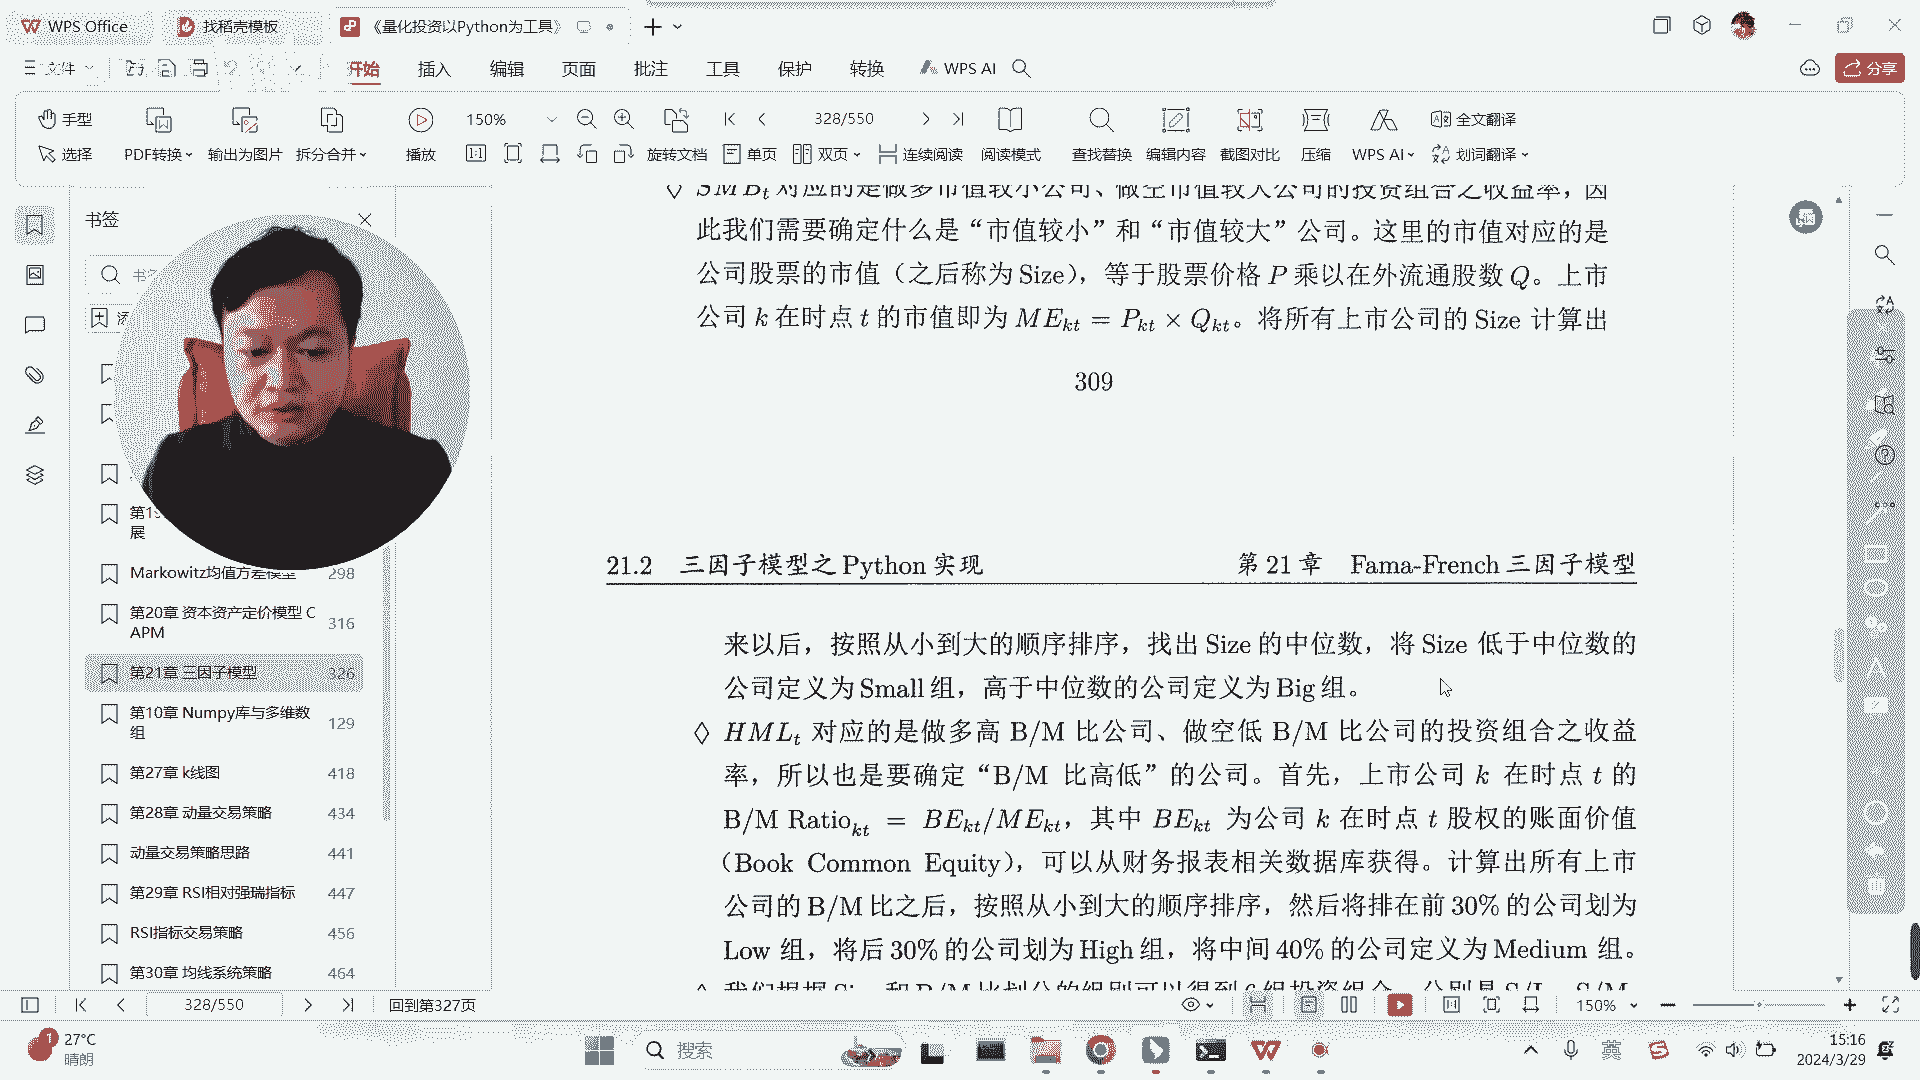 WPS Office
找稻壳模板
《量化投资以Python为工具》
文件
开始
插入
编辑
页面
批注
工具
保护
转换
WPS AI
分享
手型
150%
328/550
全文翻译
选择
PDF转换
输出为图片
拆分合并
播放
旋转文档
单页
双页
连续阅读
阅读模式
查找替换
编辑内容
截图对比
压缩
WPS AI
划词翻译
书签
SMBt 对应的是做多市值较小公司、做空市值较大公司的投资组合之收益率，因
此我们需要确定什么是“市值较小”和“市值较大”公司。这里的市值对应的是
公司股票的市值（之后称为 Size），等于股票价格 P 乘以在外流通股数 Q。上市
公司 k 在时点 t 的市值即为 MEkt = Pkt × Qkt。将所有上市公司的 Size 计算出
309
21.2 三因子模型之 Python 实现
第 21 章 Fama-French 三因子模型
来以后，按照从小到大的顺序排序，找出 Size 的中位数，将 Size 低于中位数的
公司定义为 Small 组，高于中位数的公司定义为 Big 组。
◊ HMLt 对应的是做多高 B/M 比公司、做空低 B/M 比公司的投资组合之收益
率，所以也是要确定“B/M 比高低”的公司。首先，上市公司 k 在时点 t 的
B/M Ratiokt = BEkt/MEkt，其中 BEkt 为公司 k 在时点 t 股权的账面价值
（Book Common Equity），可以从财务报表相关数据库获得。计算出所有上市
公司的 B/M 比之后，按照从小到大的顺序排序，然后将排在前 30% 的公司划为
Low 组，将后 30% 的公司划为 High 组，将中间 40% 的公司定义为 Medium 组。
展
Markowitz均值方差模型 298
第20章 资本资产定价模型 C
APM 316
第21章 三因子模型 326
第10章 Numpy库与多维数
组 129
第27章 k线图 418
第28章 动量交易策略 434
动量交易策略思路 441
第29章 RSI相对强瑞指标 447
RSI指标交易策略 456
第30章 均线系统策略 464
328/550
回到第327页
150%
27°C
晴朗
搜索
英
15:16
2024/3/29